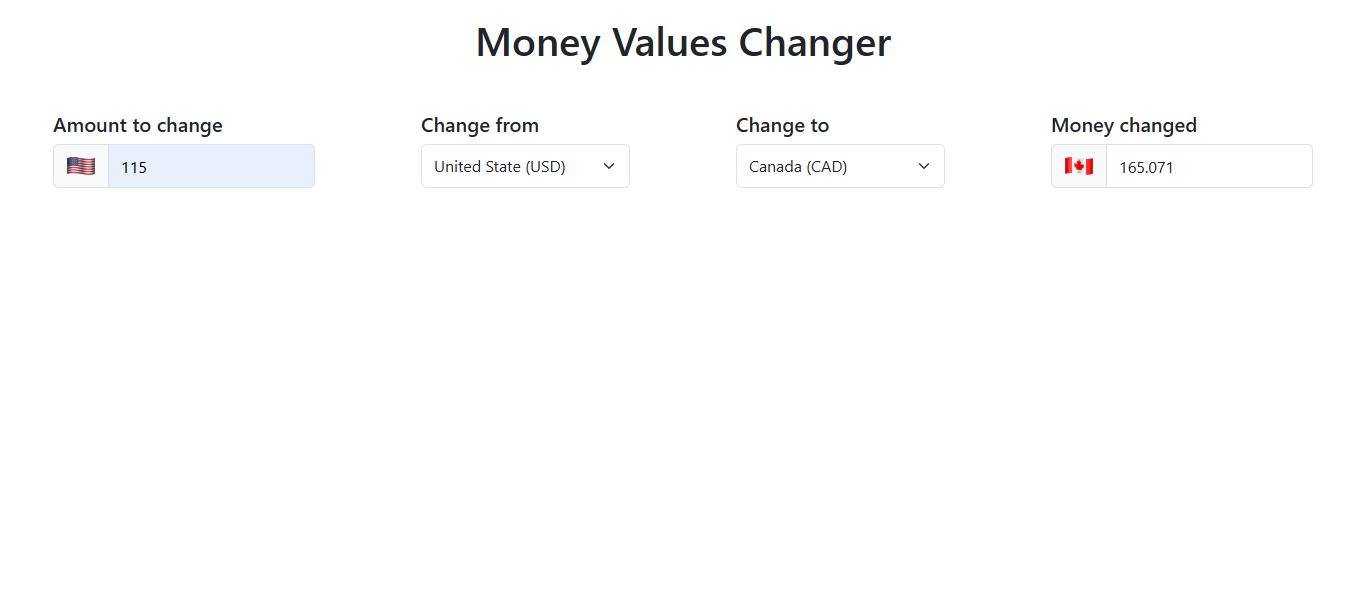 Money Values Changer
Amount to change
Change from
Change to
Money changed
115
United State (USD)
Canada (CAD)
165.071